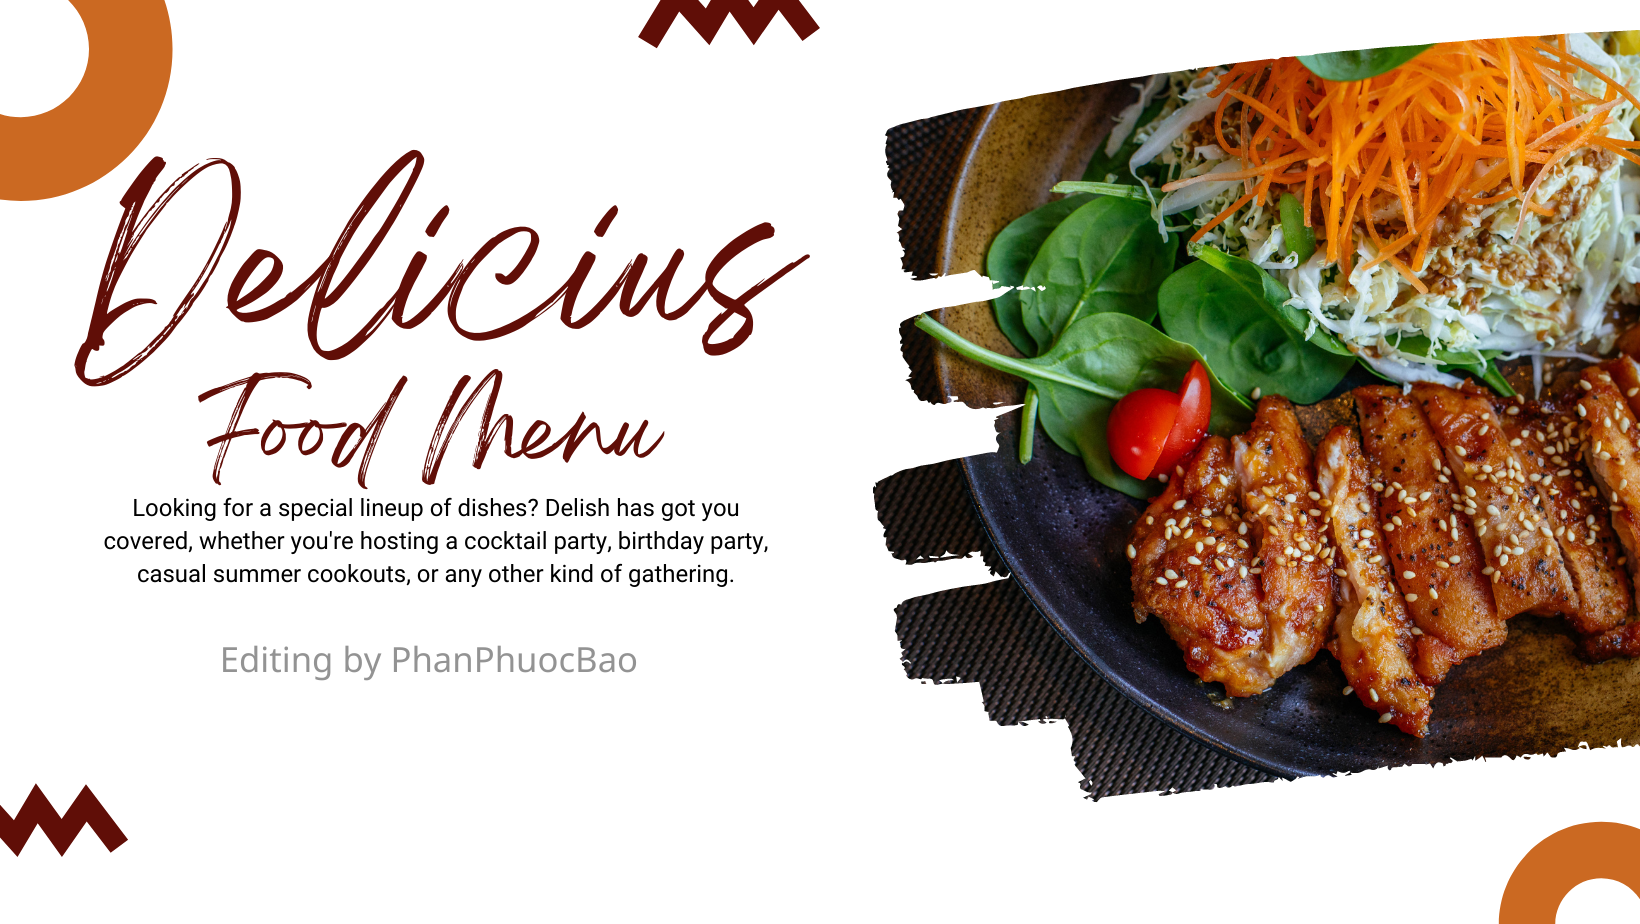 Delicius
Food Menu
Looking for a special lineup of dishes? Delish has got you
covered, whether you're hosting a cocktail party, birthday party,
casual summer cookouts, or any other kind of gathering.
Editing by PhanPhuocBao